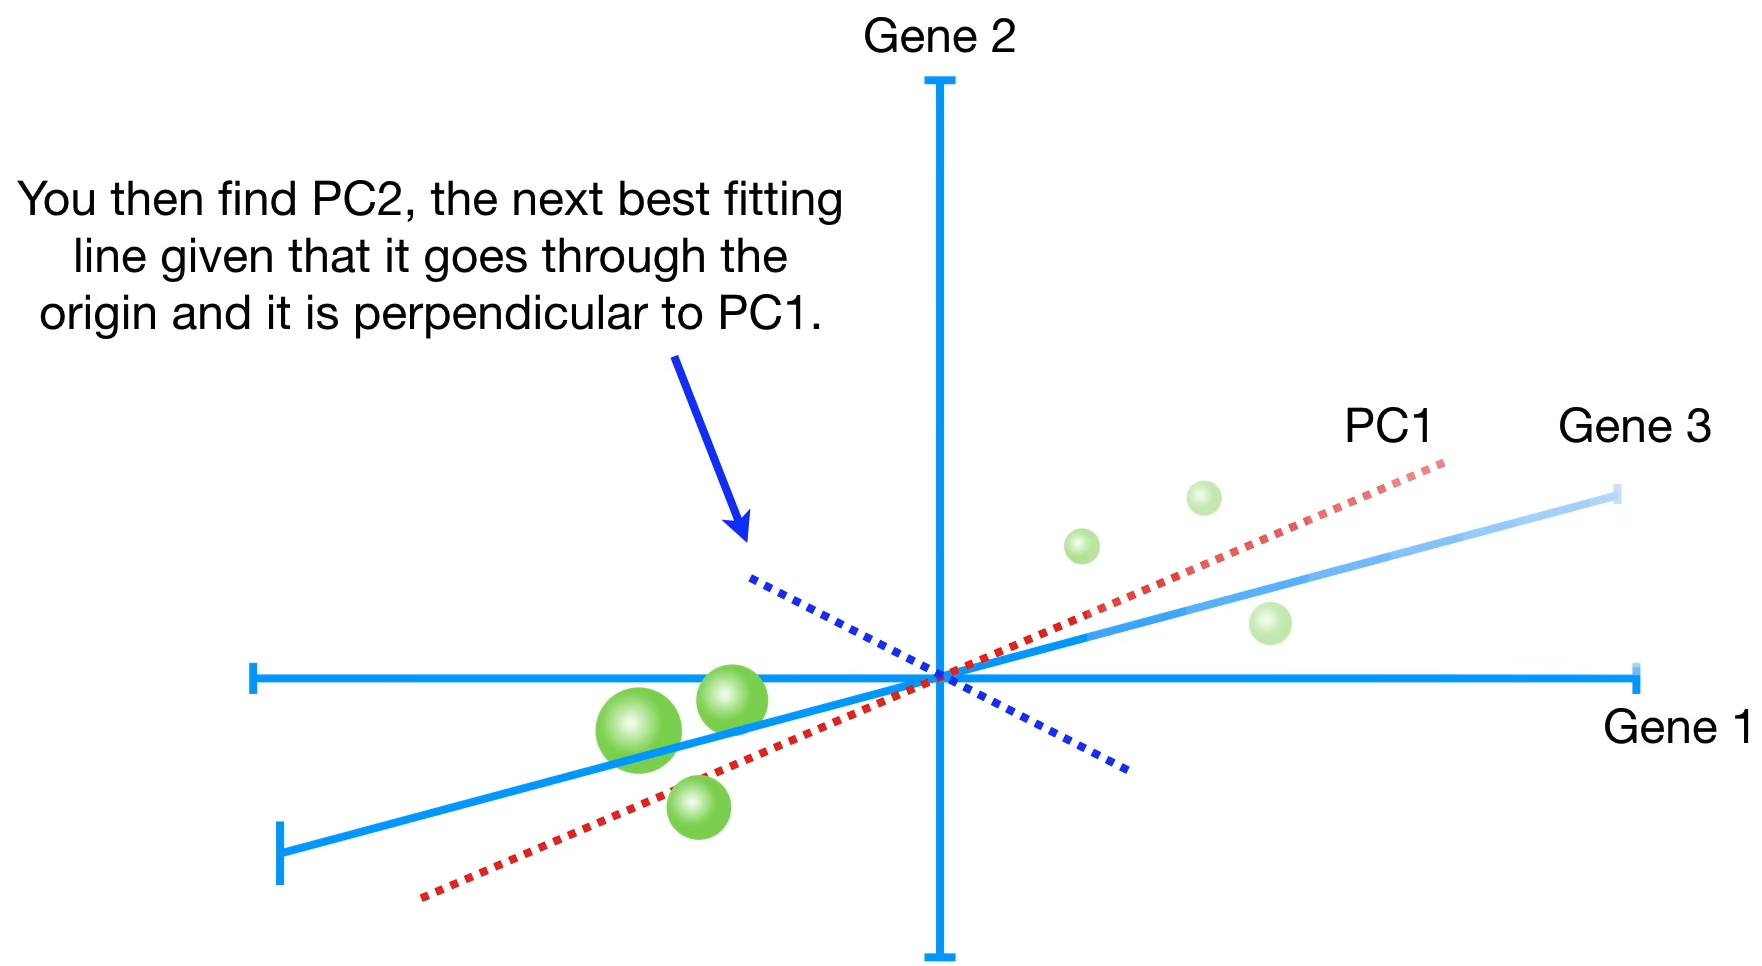 Gene 2
You then find PC2, the next best fitting
line given that it goes through the
origin and it is perpendicular to PC1.
PC1
Gene 3
Gene 1